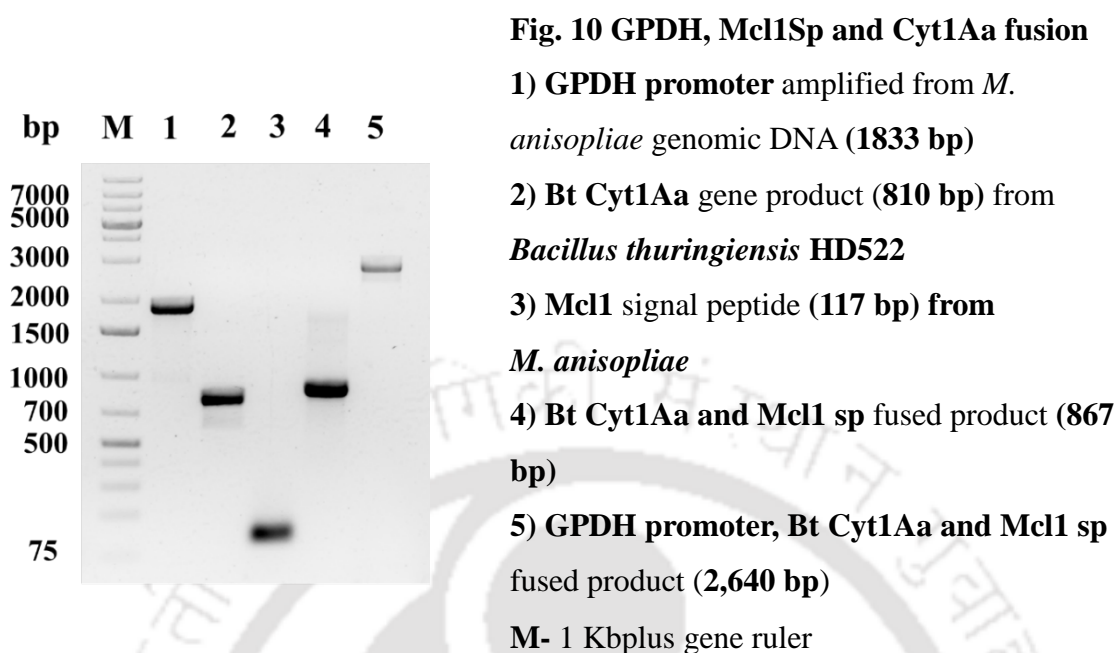 Fig. 10 GPDH, Mcl1Sp and Cyt1Aa fusion
1) GPDH promoter amplified from M.
anisopliae genomic DNA (1833 bp)
2) Bt Cyt1Aa gene product (810 bp) from
Bacillus thuringiensis HD522
3) Mcl1 signal peptide (117 bp) from
M. anisopliae
4) Bt Cyt1Aa and Mcl1 sp fused product (867
bp)
5) GPDH promoter, Bt Cyt1Aa and Mcl1 sp
fused product (2,640 bp)
M- 1 Kbplus gene ruler
bp M 1 2 3 4 5
7000
5000
3000
2000
1500
1000
700
500
75